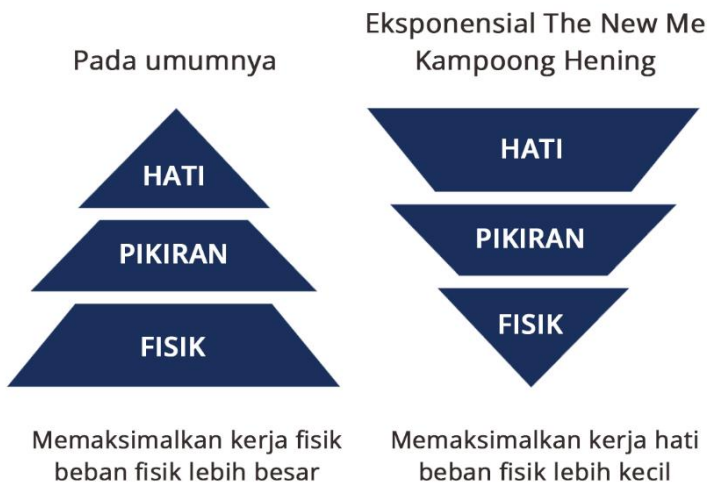 Pada umumnya
HATI
PIKIRAN
FISIK
Memaksimalkan kerja fisik
beban fisik lebih besar
Eksponensial The New Me
Kampoong Hening
HATI
PIKIRAN
FISIK
Memaksimalkan kerja hati
beban fisik lebih kecil